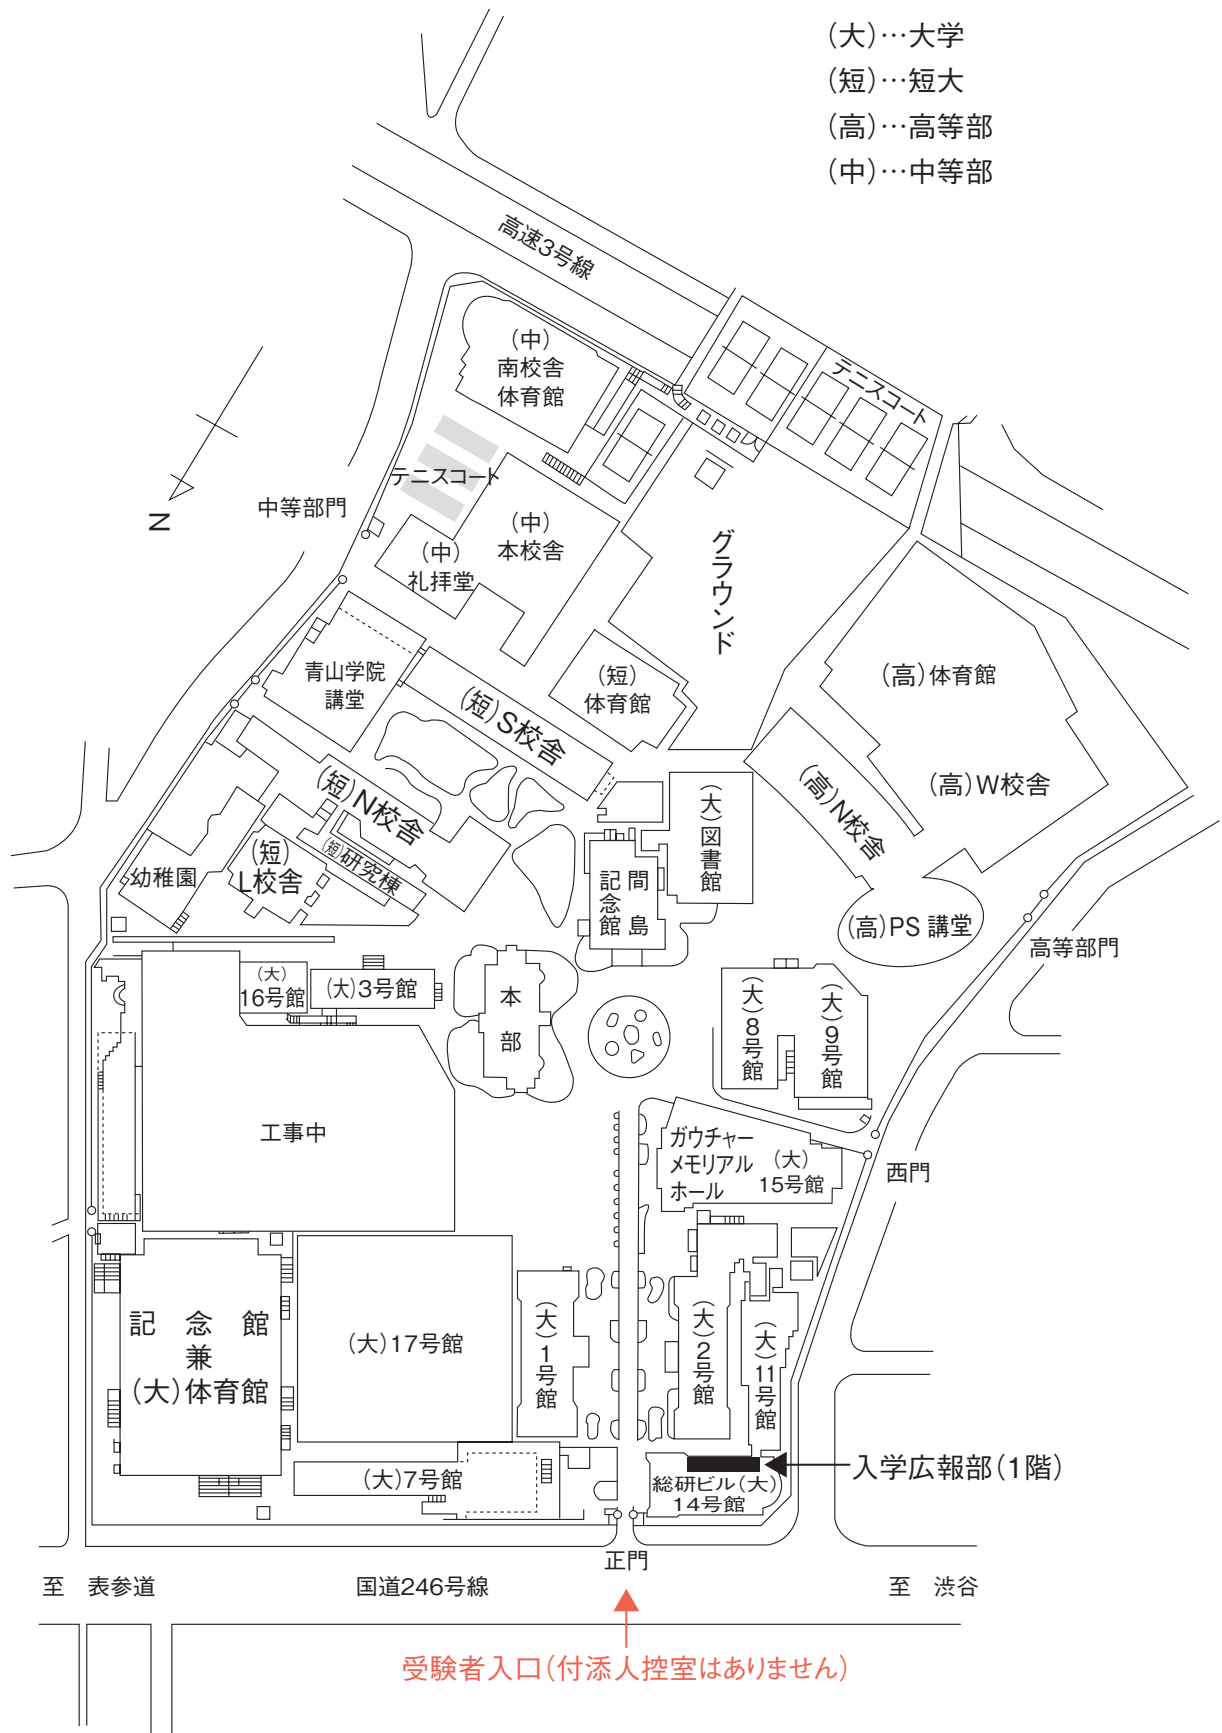 (大)…大学
(短)…短大
(高)…高等部
(中)…中等部
高速3号線
(中)
南校舎
体育館
テニスコート
テニスコート
N
中等部門
(中)
本校舎
(中)
礼拝堂
グラウンド
青山学院
講堂
(短)S校舎
(短)
体育館
(高)体育館
(短)N校舎
(大)図書館
(高)N校舎
(高)W校舎
幼稚園
(短)
L校舎
(短)研究棟
間島
記念館
(高)PS 講堂
高等部門
(大)
16号館
(大)3号館
本部
(大)8号館
(大)9号館
工事中
ガウチャー
メモリアル
ホール
(大)
15号館
西門
記 念 館
兼
(大)体育館
(大)17号館
(大)1号館
(大)2号館
(大)11号館
(大)7号館
総研ビル(大)
14号館
入学広報部(1階)
正門
至 表参道
国道246号線
至 渋谷
受験者入口(付添人控室はありません)